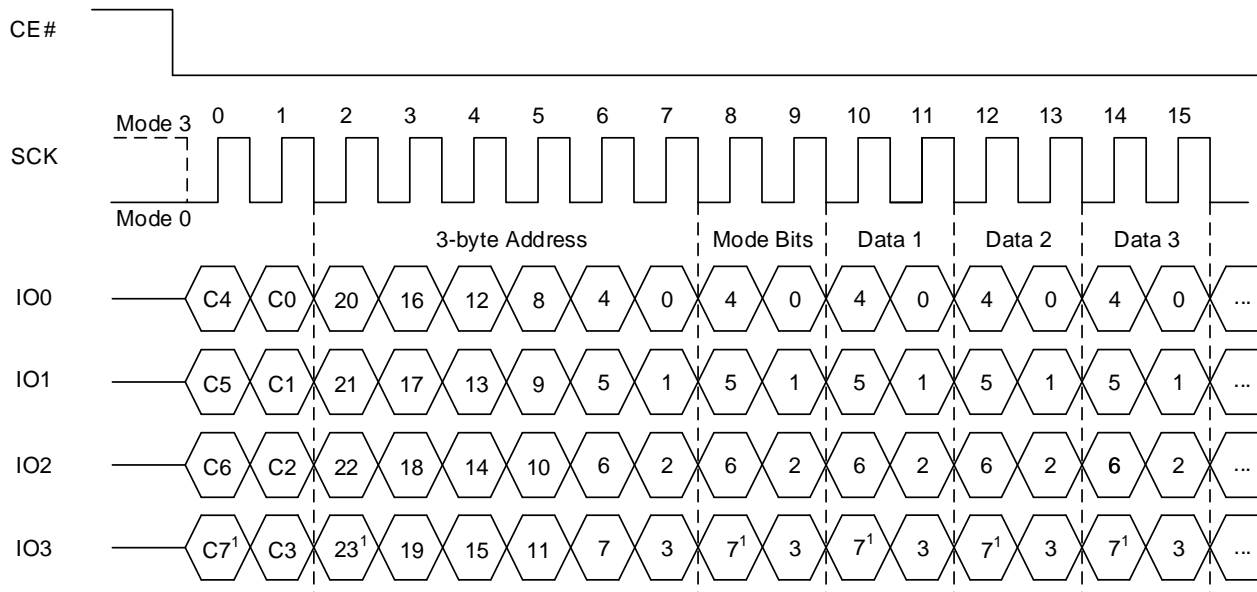 CE#
0 1 2 3 4 5 6 7 8 9 10 11 12 13 14 15
Mode 3
SCK
Mode 0
3-byte Address Mode Bits Data 1 Data 2 Data 3
IO0 C4 C0 20 16 12 8 4 0 4 0 4 0 4 0 4 0 ...
IO1 C5 C1 21 17 13 9 5 1 5 1 5 1 5 1 5 1 ...
IO2 C6 C2 22 18 14 10 6 2 6 2 6 2 6 2 6 2 ...
IO3 C7¹ C3 23¹ 19 15 11 7 3 7¹ 3 7¹ 3 7¹ 3 7¹ 3 ...